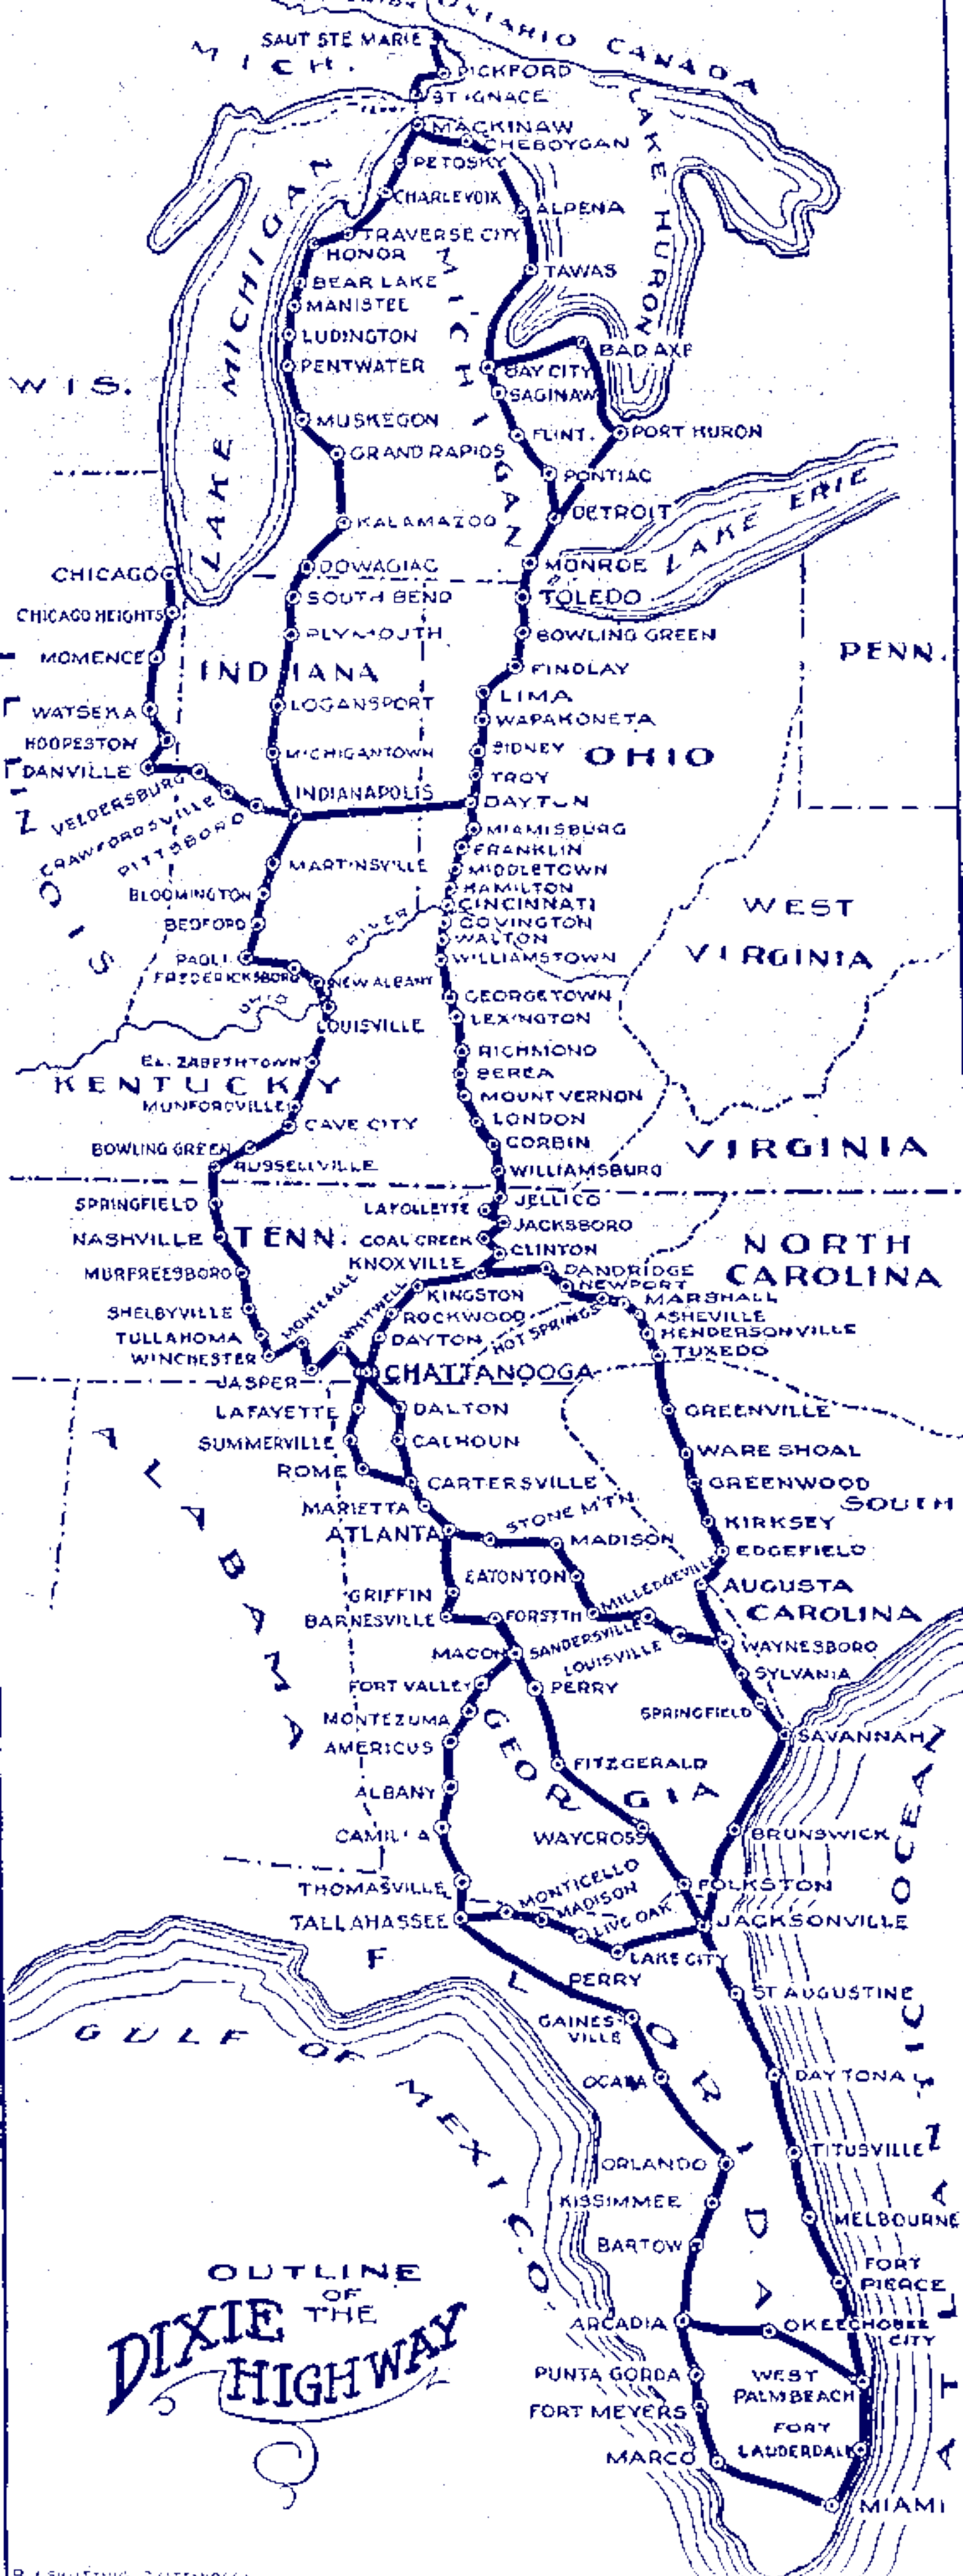 ONTARIO CANADA
SAUT STE MARIE
MICH.
PICKFORD
ST IGNACE
MACKINAW
CHEBOYGAN
PETOSKY
CHARLEVOIX
ALPENA
TRAVERSE CITY
HONOR
LAKE HURON
LAKE MICHIGAN
MICHIGAN
TAWAS
BEAR LAKE
MANISTEE
LUDINGTON
BAD AXE
PENTWATER
BAY CITY
WIS.
SAGINAW
MUSKEGON
FLINT.
PORT HURON
GRAND RAPIDS
PONTIAC
LAKE ERIE
DETROIT
KALAMAZOO
MONROE
DOWAGIAC
CHICAGO
SOUTH BEND
TOLEDO
CHICAGO HEIGHTS
PLYMOUTH
BOWLING GREEN
PENN.
MOMENCE
INDIANA
FINDLAY
LIMA
LOGANSPORT
WATSEKA
WAPAKONETA
HOOPESTON
MICHIGANTOWN
SIDNEY
OHIO
DANVILLE
TROY
VEEDERSBURG
INDIANAPOLIS
DAYTON
CRAWFORDSVILLE
PITTSBORO
MIAMISBURG
FRANKLIN
MARTINSVILLE
MIDDLETOWN
HAMILTON
BLOOMINGTON
CINCINNATI
WEST
VIRGINIA
BEDFORD
COVINGTON
OHIO RIVER
WALTON
PAOLI
WILLIAMSTOWN
FREDERICKSBURG
NEW ALBANY
GEORGETOWN
LOUISVILLE
LEXINGTON
RICHMOND
ELIZABETHTOWN
BEREA
KENTUCKY
MOUNT VERNON
MUNFORDVILLE
CAVE CITY
LONDON
CORBIN
BOWLING GREEN
VIRGINIA
RUSSELLVILLE
WILLIAMSBURG
SPRINGFIELD
JELLICO
LAFOLLETTE
JACKSBORO
NASHVILLE
TENN.
COAL CREEK
CLINTON
NORTH
CAROLINA
KNOXVILLE
DANDRIDGE
MURFREESBORO
NEWPORT
KINGSTON
MARSHALL
SHELBYVILLE
MONTEAGLE
WHITWELL
ROCKWOOD
HOT SPRINGS
ASHEVILLE
TULLAHOMA
DAYTON
HENDERSONVILLE
WINCHESTER
TUXEDO
JASPER
CHATTANOOGA
LAFAYETTE
DALTON
GREENVILLE
SUMMERVILLE
CALHOUN
WARE SHOAL
ROME
CARTERSVILLE
GREENWOOD
ALABAMA
MARIETTA
STONE MTN
SOUTH
CAROLINA
KIRKSEY
ATLANTA
MADISON
EDGEFIELD
EATONTON
MILLEDGEVILLE
AUGUSTA
GRIFFIN
BARNESVILLE
FORSYTH
SANDERSVILLE
LOUISVILLE
WAYNESBORO
MACON
SYLVANIA
FORT VALLEY
PERRY
SPRINGFIELD
MONTEZUMA
SAVANNAH
AMERICUS
GEORGIA
FITZGERALD
ALBANY
CAMILLA
WAYCROSS
BRUNSWICK
ATLANTIC OCEAN
THOMASVILLE
MONTICELLO
FOLKSTON
TALLAHASSEE
MADISON
LIVE OAK
JACKSONVILLE
LAKE CITY
FLORIDA
PERRY
ST AUGUSTINE
GAINES-
VILLE
GULF OF MEXICO.
OCALA
DAYTONA
ORLANDO
TITUSVILLE
KISSIMMEE
MELBOURNE
BARTOW
FORT
PIERCE
ARCADIA
OKEECHOBEE
CITY
PUNTA GORDA
WEST
PALM BEACH
FORT MEYERS
FORT
LAUDERDALE
MARCO
MIAMI
OUTLINE
OF
THE
DIXIE
HIGHWAY